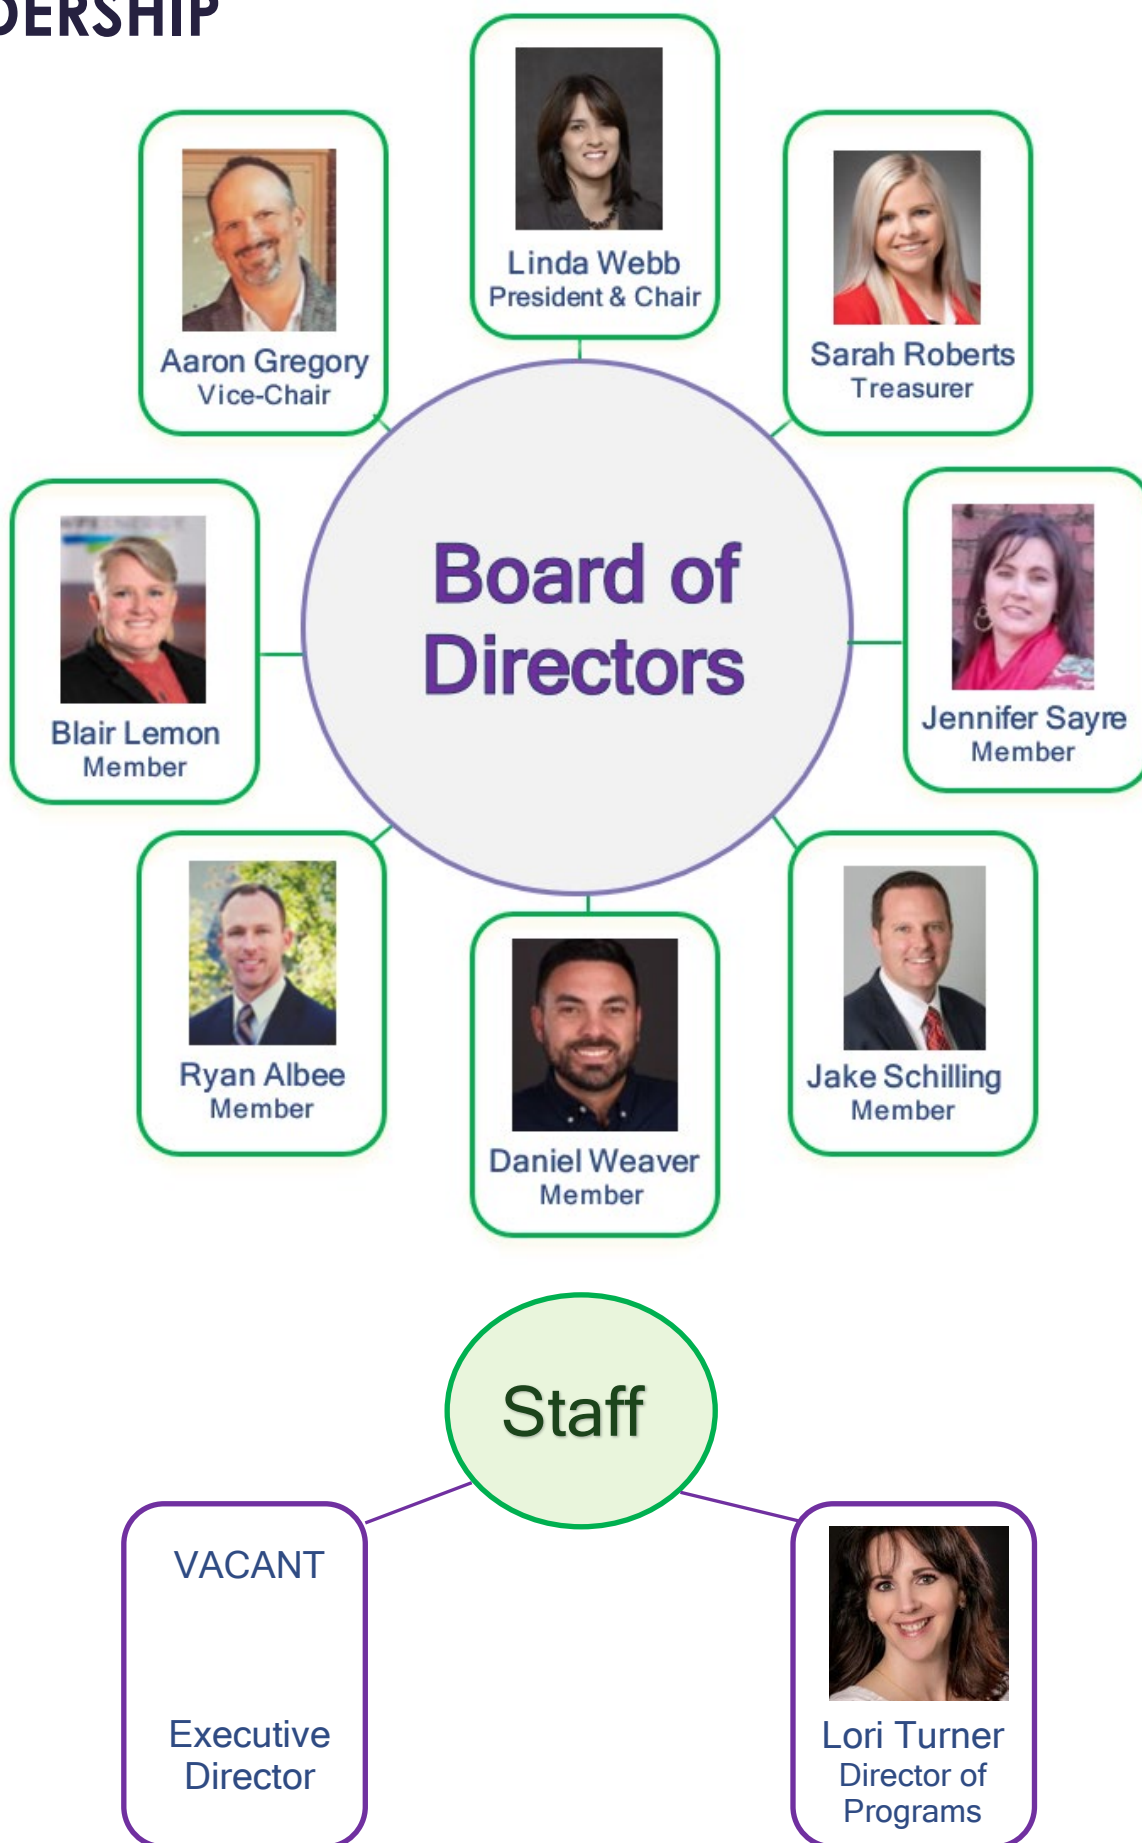 DERSHIP
Linda Webb
President & Chair
Aaron Gregory
Vice-Chair
Sarah Roberts
Treasurer
Board of
Directors
Blair Lemon
Member
Jennifer Sayre
Member
Ryan Albee
Member
Jake Schilling
Member
Daniel Weaver
Member
Staff
VACANT
Executive
Director
Lori Turner
Director of
Programs